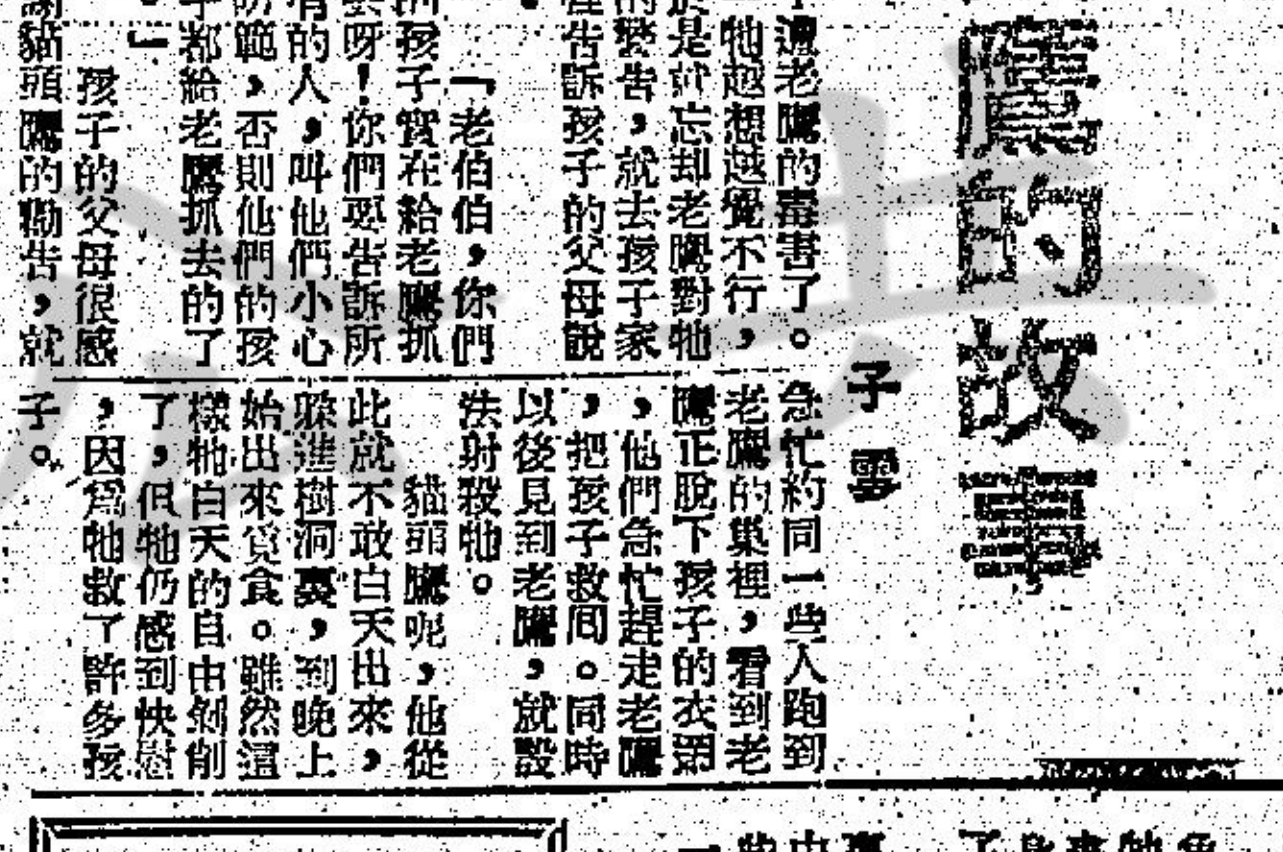 鷹的故事
子雲
遭老鷹的毒害了。
牠越想越覺不行，
於是就忘却老鷹對牠
的警告，就去孩子家
裡告訴孩子的父母說
「老伯伯，你們
孩子實在給老鷹抓
呀！你們要告訴所
有的人，叫他們小心
防範，否則他們的孩
子都給老鷹抓去的了
。」
孩子的父母很感
謝貓頭鷹的勸告，就
急忙約同一些人跑到
老鷹的巢裡，看到老
鷹正脫下孩子的衣
，他們急忙趕走老鷹
，把孩子救回。同時
以後見到老鷹，就設
法射殺牠。
貓頭鷹呢，他從
此就不敢白天出來，
躲進樹洞裏，到晚上
始出來覓食。雖然這
樣牠白天的自由剝削
了，但牠仍感到快慰
，因為牠救了許多孩
子。